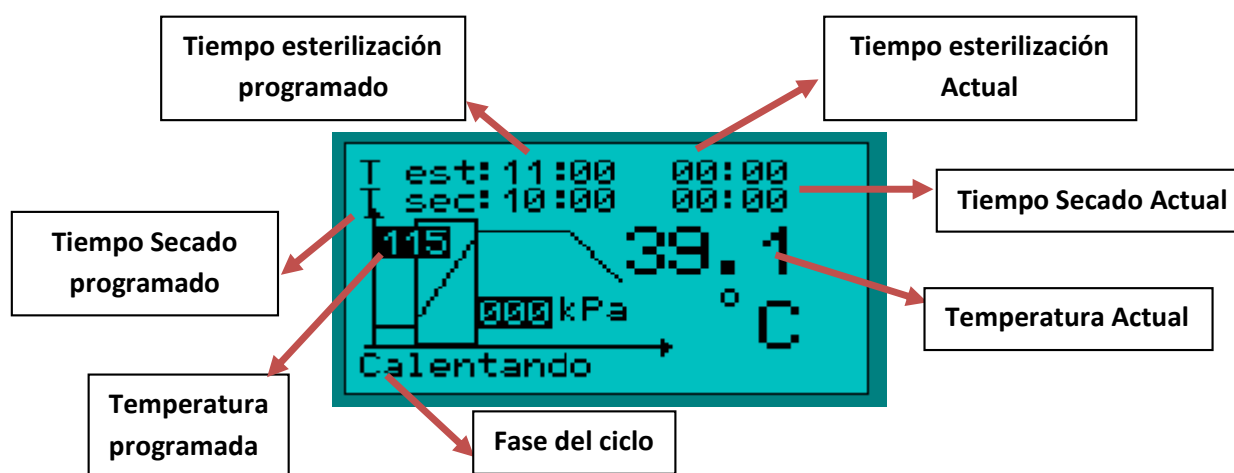 Tiempo esterilización
programado
Tiempo esterilización
Actual
T est:11:00 00:00
T sec:10:00 00:00
Tiempo Secado Actual
Tiempo Secado
programado
115
39.1
°C
000 kPa
Temperatura Actual
Calentando
Temperatura
programada
Fase del ciclo